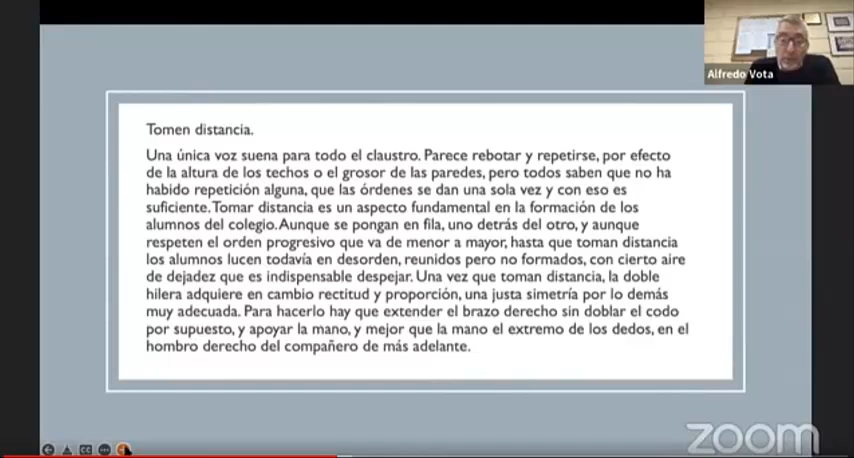 Alfredo Vota
Tomen distancia.
Una única voz suena para todo el claustro. Parece rebotar y repetirse, por efecto
de la altura de los techos o el grosor de las paredes, pero todos saben que no ha
habido repetición alguna, que las órdenes se dan una sola vez y con eso es
suficiente. Tomar distancia es un aspecto fundamental en la formación de los
alumnos del colegio. Aunque se pongan en fila, uno detrás del otro, y aunque
respeten el orden progresivo que va de menor a mayor, hasta que toman distancia
los alumnos lucen todavía en desorden, reunidos pero no formados, con cierto aire
de dejadez que es indispensable despejar. Una vez que toman distancia, la doble
hilera adquiere en cambio rectitud y proporción, una justa simetría por lo demás
muy adecuada. Para hacerlo hay que extender el brazo derecho sin doblar el codo
por supuesto, y apoyar la mano, y mejor que la mano el extremo de los dedos, en el
hombro derecho del compañero de más adelante.
CC
zoom